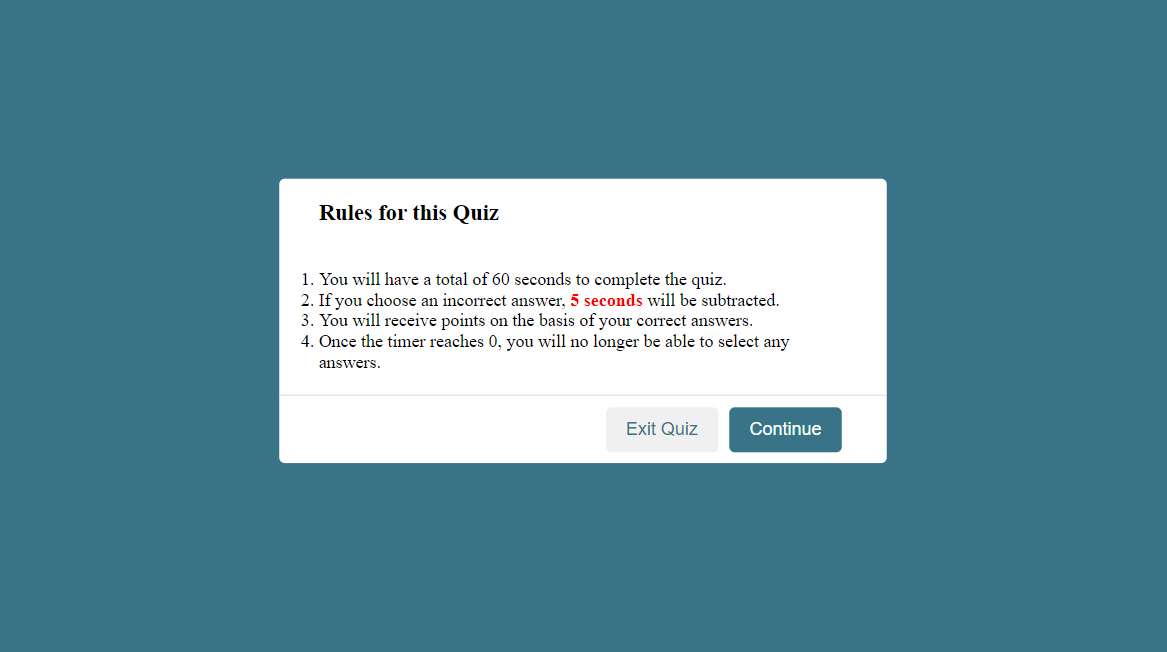 Rules for this Quiz
1. You will have a total of 60 seconds to complete the quiz.
2. If you choose an incorrect answer, 5 seconds will be subtracted.
3. You will receive points on the basis of your correct answers.
4. Once the timer reaches 0, you will no longer be able to select any
answers.
Exit Quiz
Continue